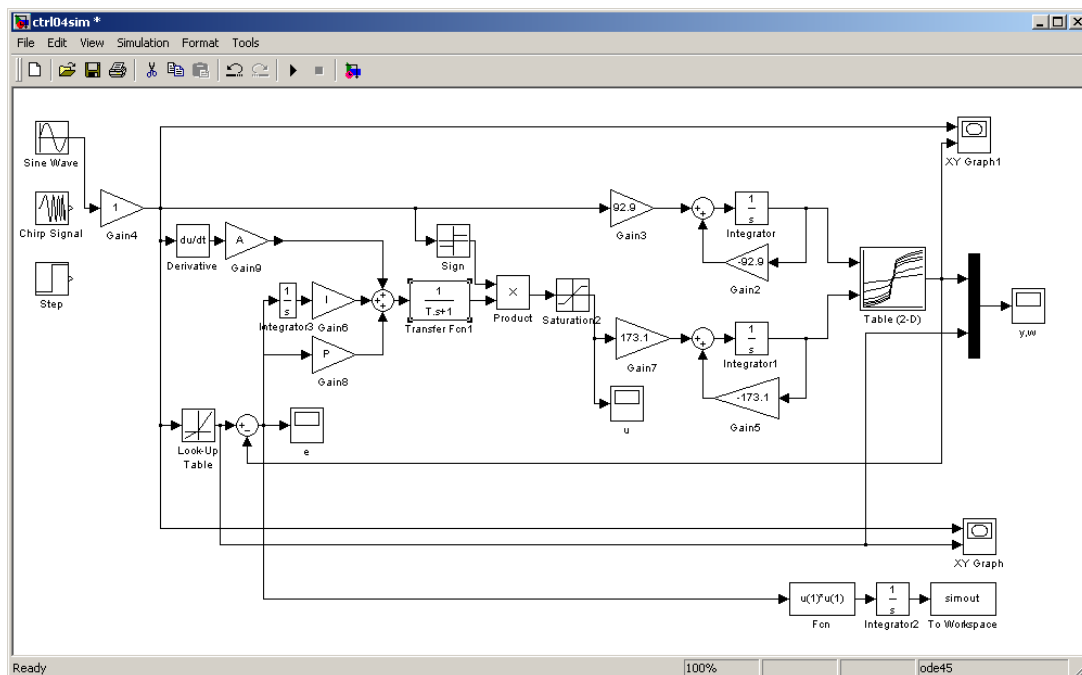 ctrl04sim *
File Edit View Simulation Format Tools
Sine Wave
XY Graph1
Chirp Signal
1
Gain4
92.9
Gain3
1
s
Integrator
-92.9
Gain2
du/dt
Derivative
A
Gain9
Sign
Step
1
s
Integrator3
I
Gain6
1
T.s+1
Transfer Fcn1
×
Product
Saturation2
Table (2-D)
y,w
P
Gain8
173.1
Gain7
1
s
Integrator1
-173.1
Gain5
u
Look-Up
Table
e
XY Graph
u(1)*u(1)
Fcn
1
s
Integrator2
simout
To Workspace
Ready 100% ode45